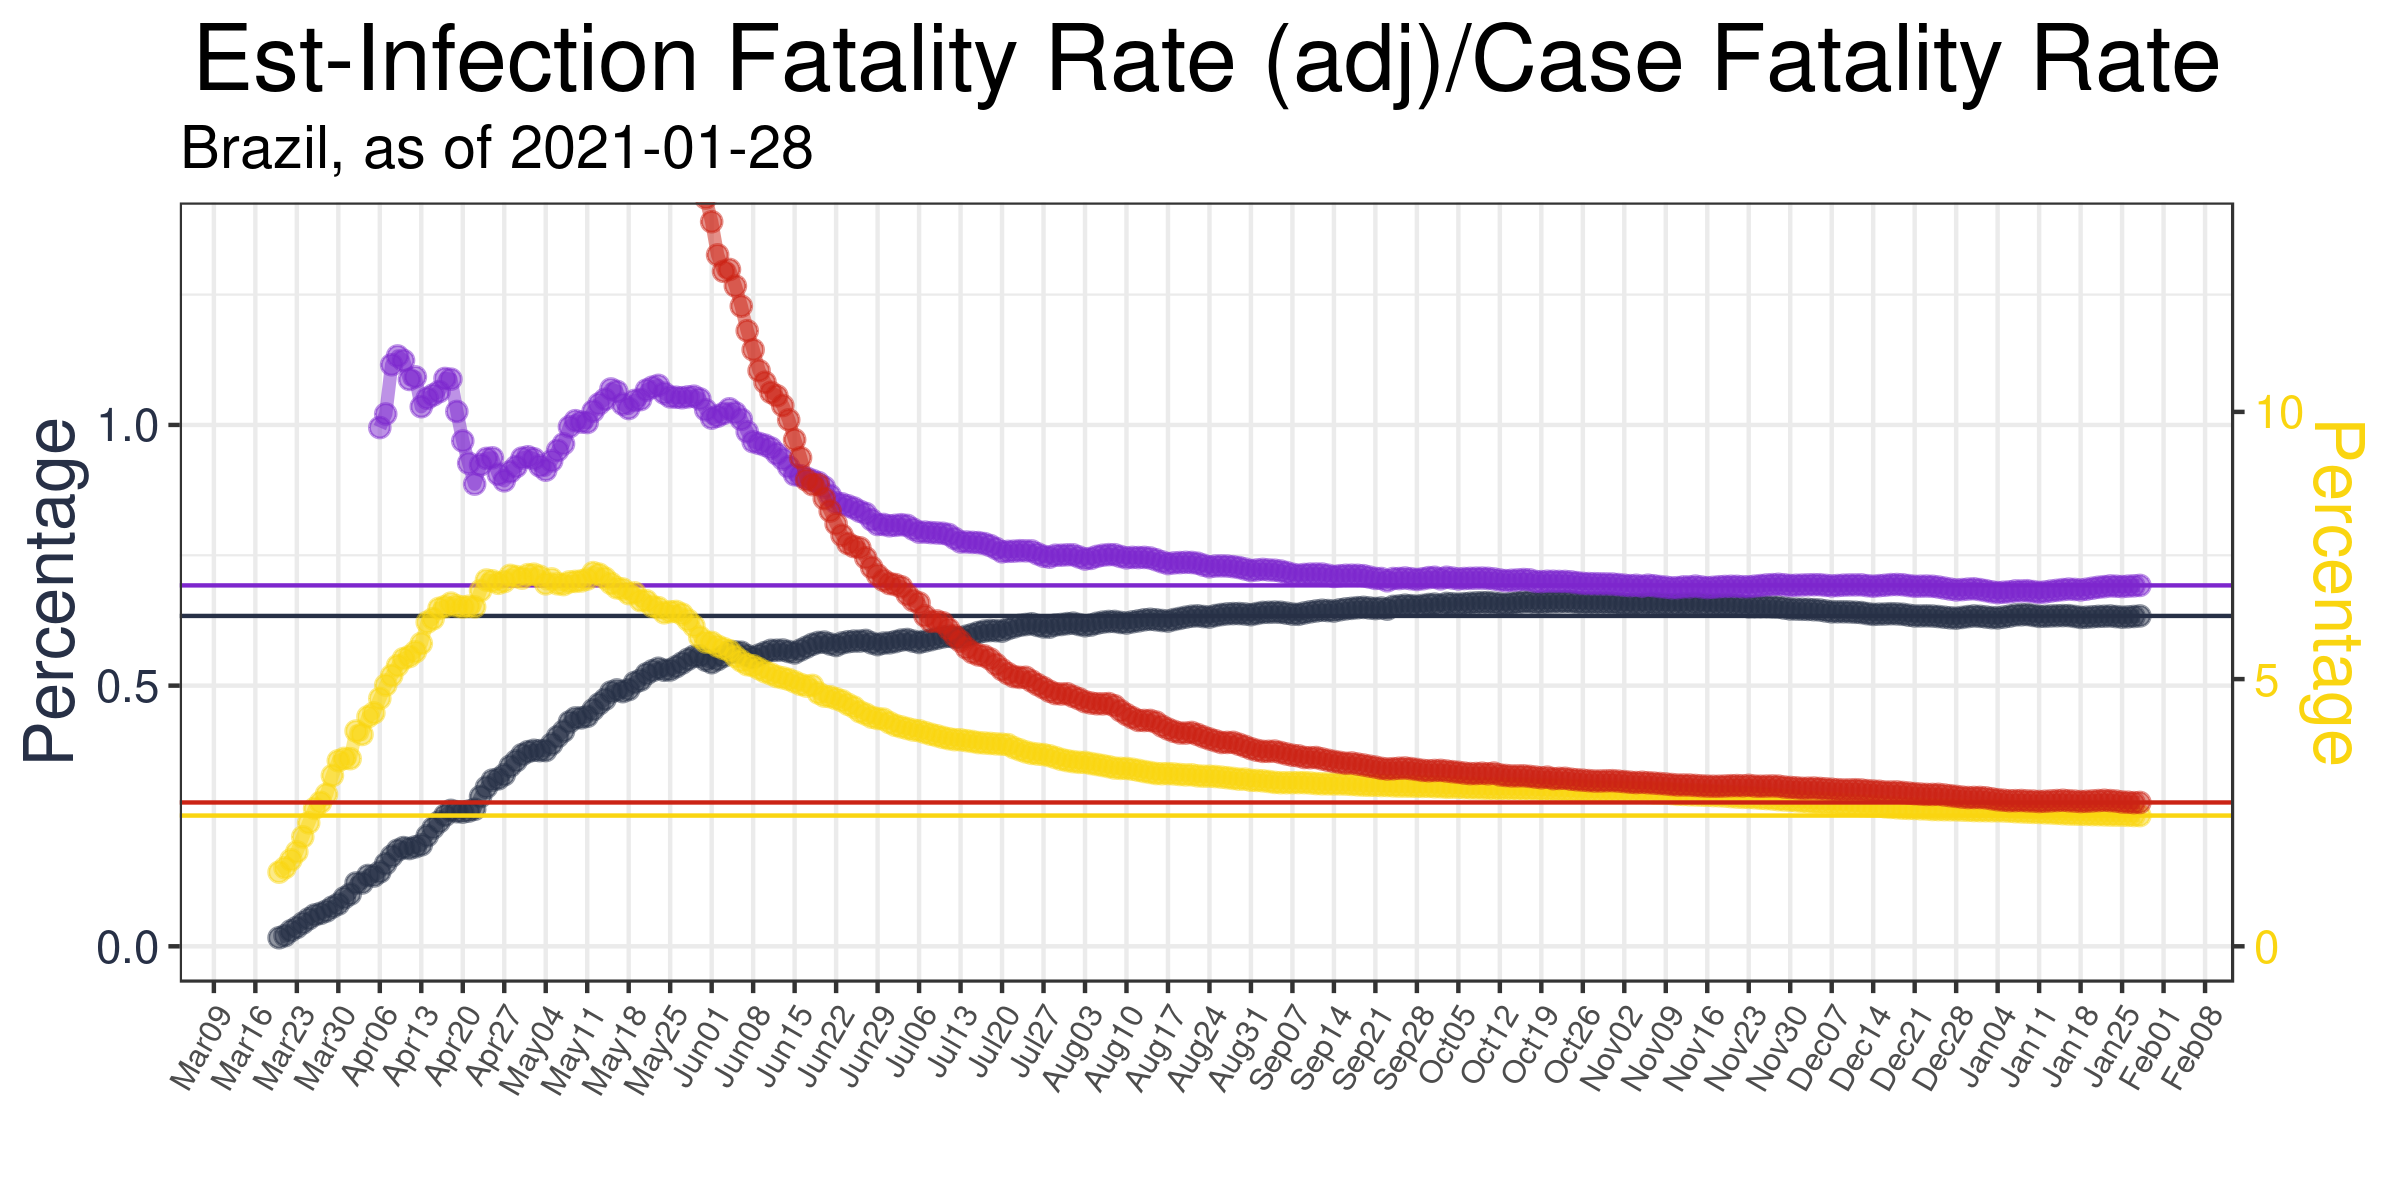 Est-Infection Fatality Rate (adj)/Case Fatality Rate
Brazil, as of 2021-01-28
Percentage
1.0
0.5
0.0
10
5
0
Percentage
Mar09
Mar16
Mar23
Mar30
Apr06
Apr13
Apr20
Apr27
May04
May11
May18
May25
Jun01
Jun08
Jun15
Jun22
Jun29
Jul06
Jul13
Jul20
Jul27
Aug03
Aug10
Aug17
Aug24
Aug31
Sep07
Sep14
Sep21
Sep28
Oct05
Oct12
Oct19
Oct26
Nov02
Nov09
Nov16
Nov23
Nov30
Dec07
Dec14
Dec21
Dec28
Jan04
Jan11
Jan18
Jan25
Feb01
Feb08